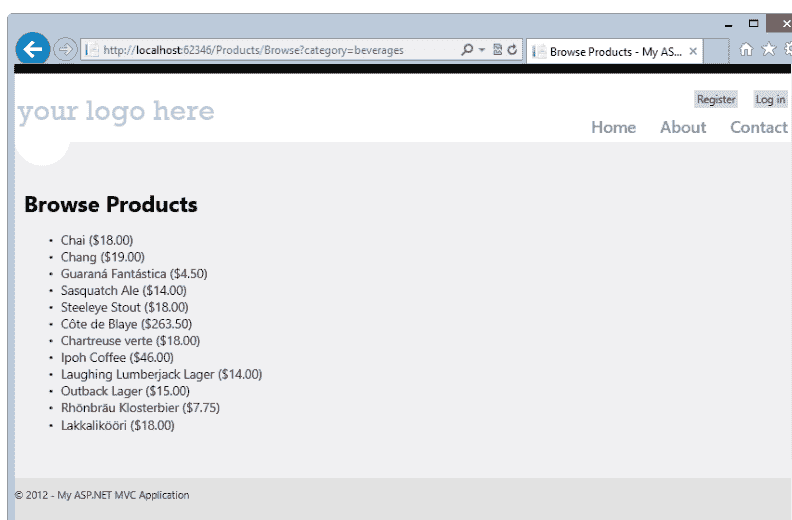 http://localhost:62346/Products/Browse?category=beverages
Browse Products - My AS...
Register Log in
your logo here
Home About Contact
Browse Products
• Chai ($18.00)
• Chang ($19.00)
• Guaraná Fantástica ($4.50)
• Sasquatch Ale ($14.00)
• Steeleye Stout ($18.00)
• Côte de Blaye ($263.50)
• Chartreuse verte ($18.00)
• Ipoh Coffee ($46.00)
• Laughing Lumberjack Lager ($14.00)
• Outback Lager ($15.00)
• Rhönbräu Klosterbier ($7.75)
• Lakkalikööri ($18.00)
© 2012 - My ASP.NET MVC Application